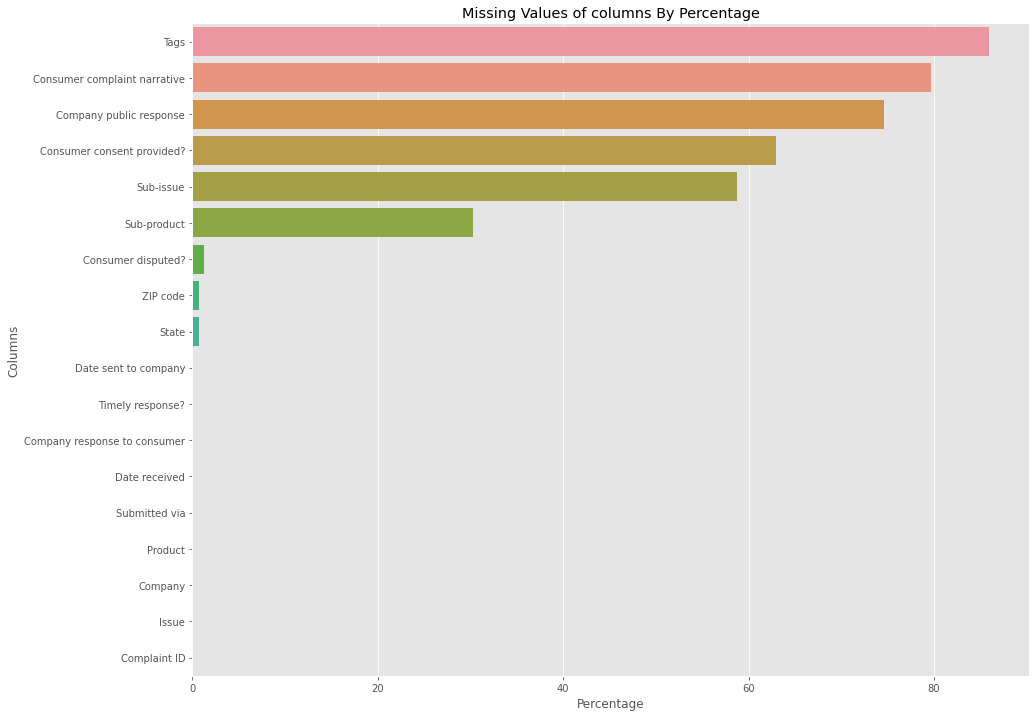 Missing Values of columns By Percentage
Tags
Consumer complaint narrative
Company public response
Consumer consent provided?
Sub-issue
Sub-product
Consumer disputed?
ZIP code
State
Date sent to company
Timely response?
Company response to consumer
Date received
Submitted via
Product
Company
Issue
Complaint ID
Columns
0 20 40 60 80
Percentage